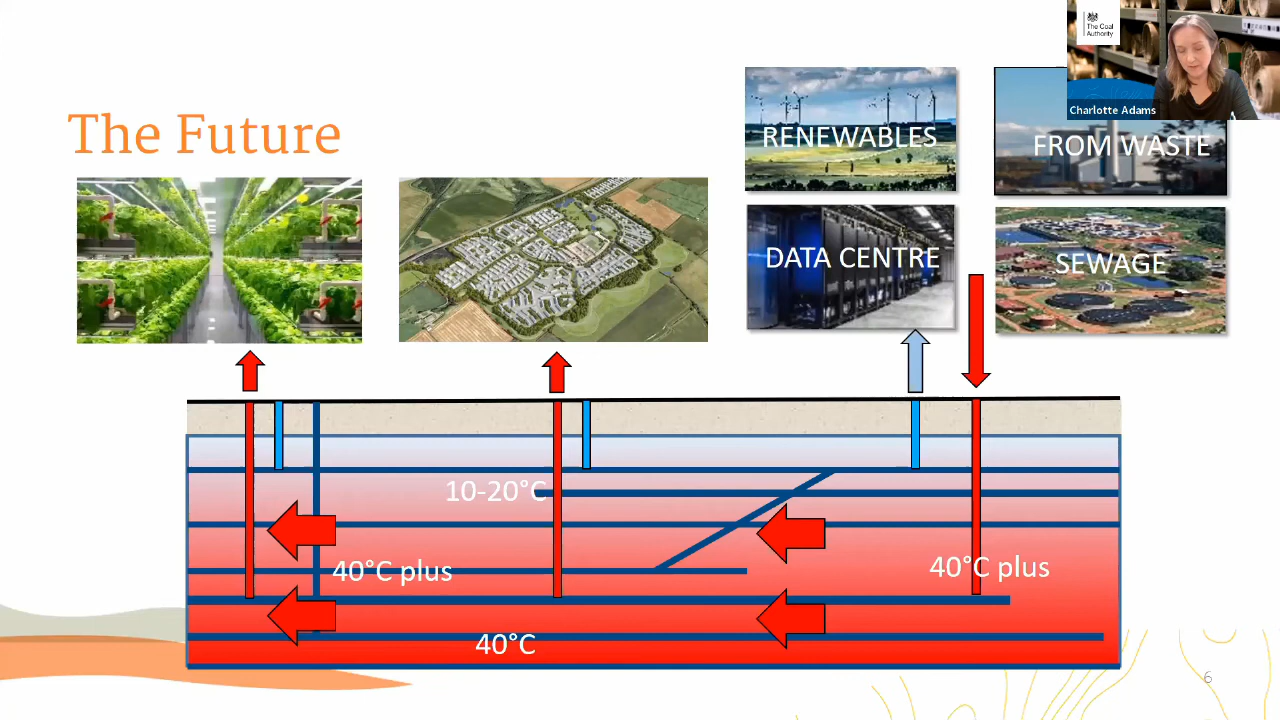 The Coal
Authority
Charlotte Adams
The Future
RENEWABLES
FROM WASTE
DATA CENTRE
SEWAGE
10-20°C
40°C plus
40°C plus
40°C
6